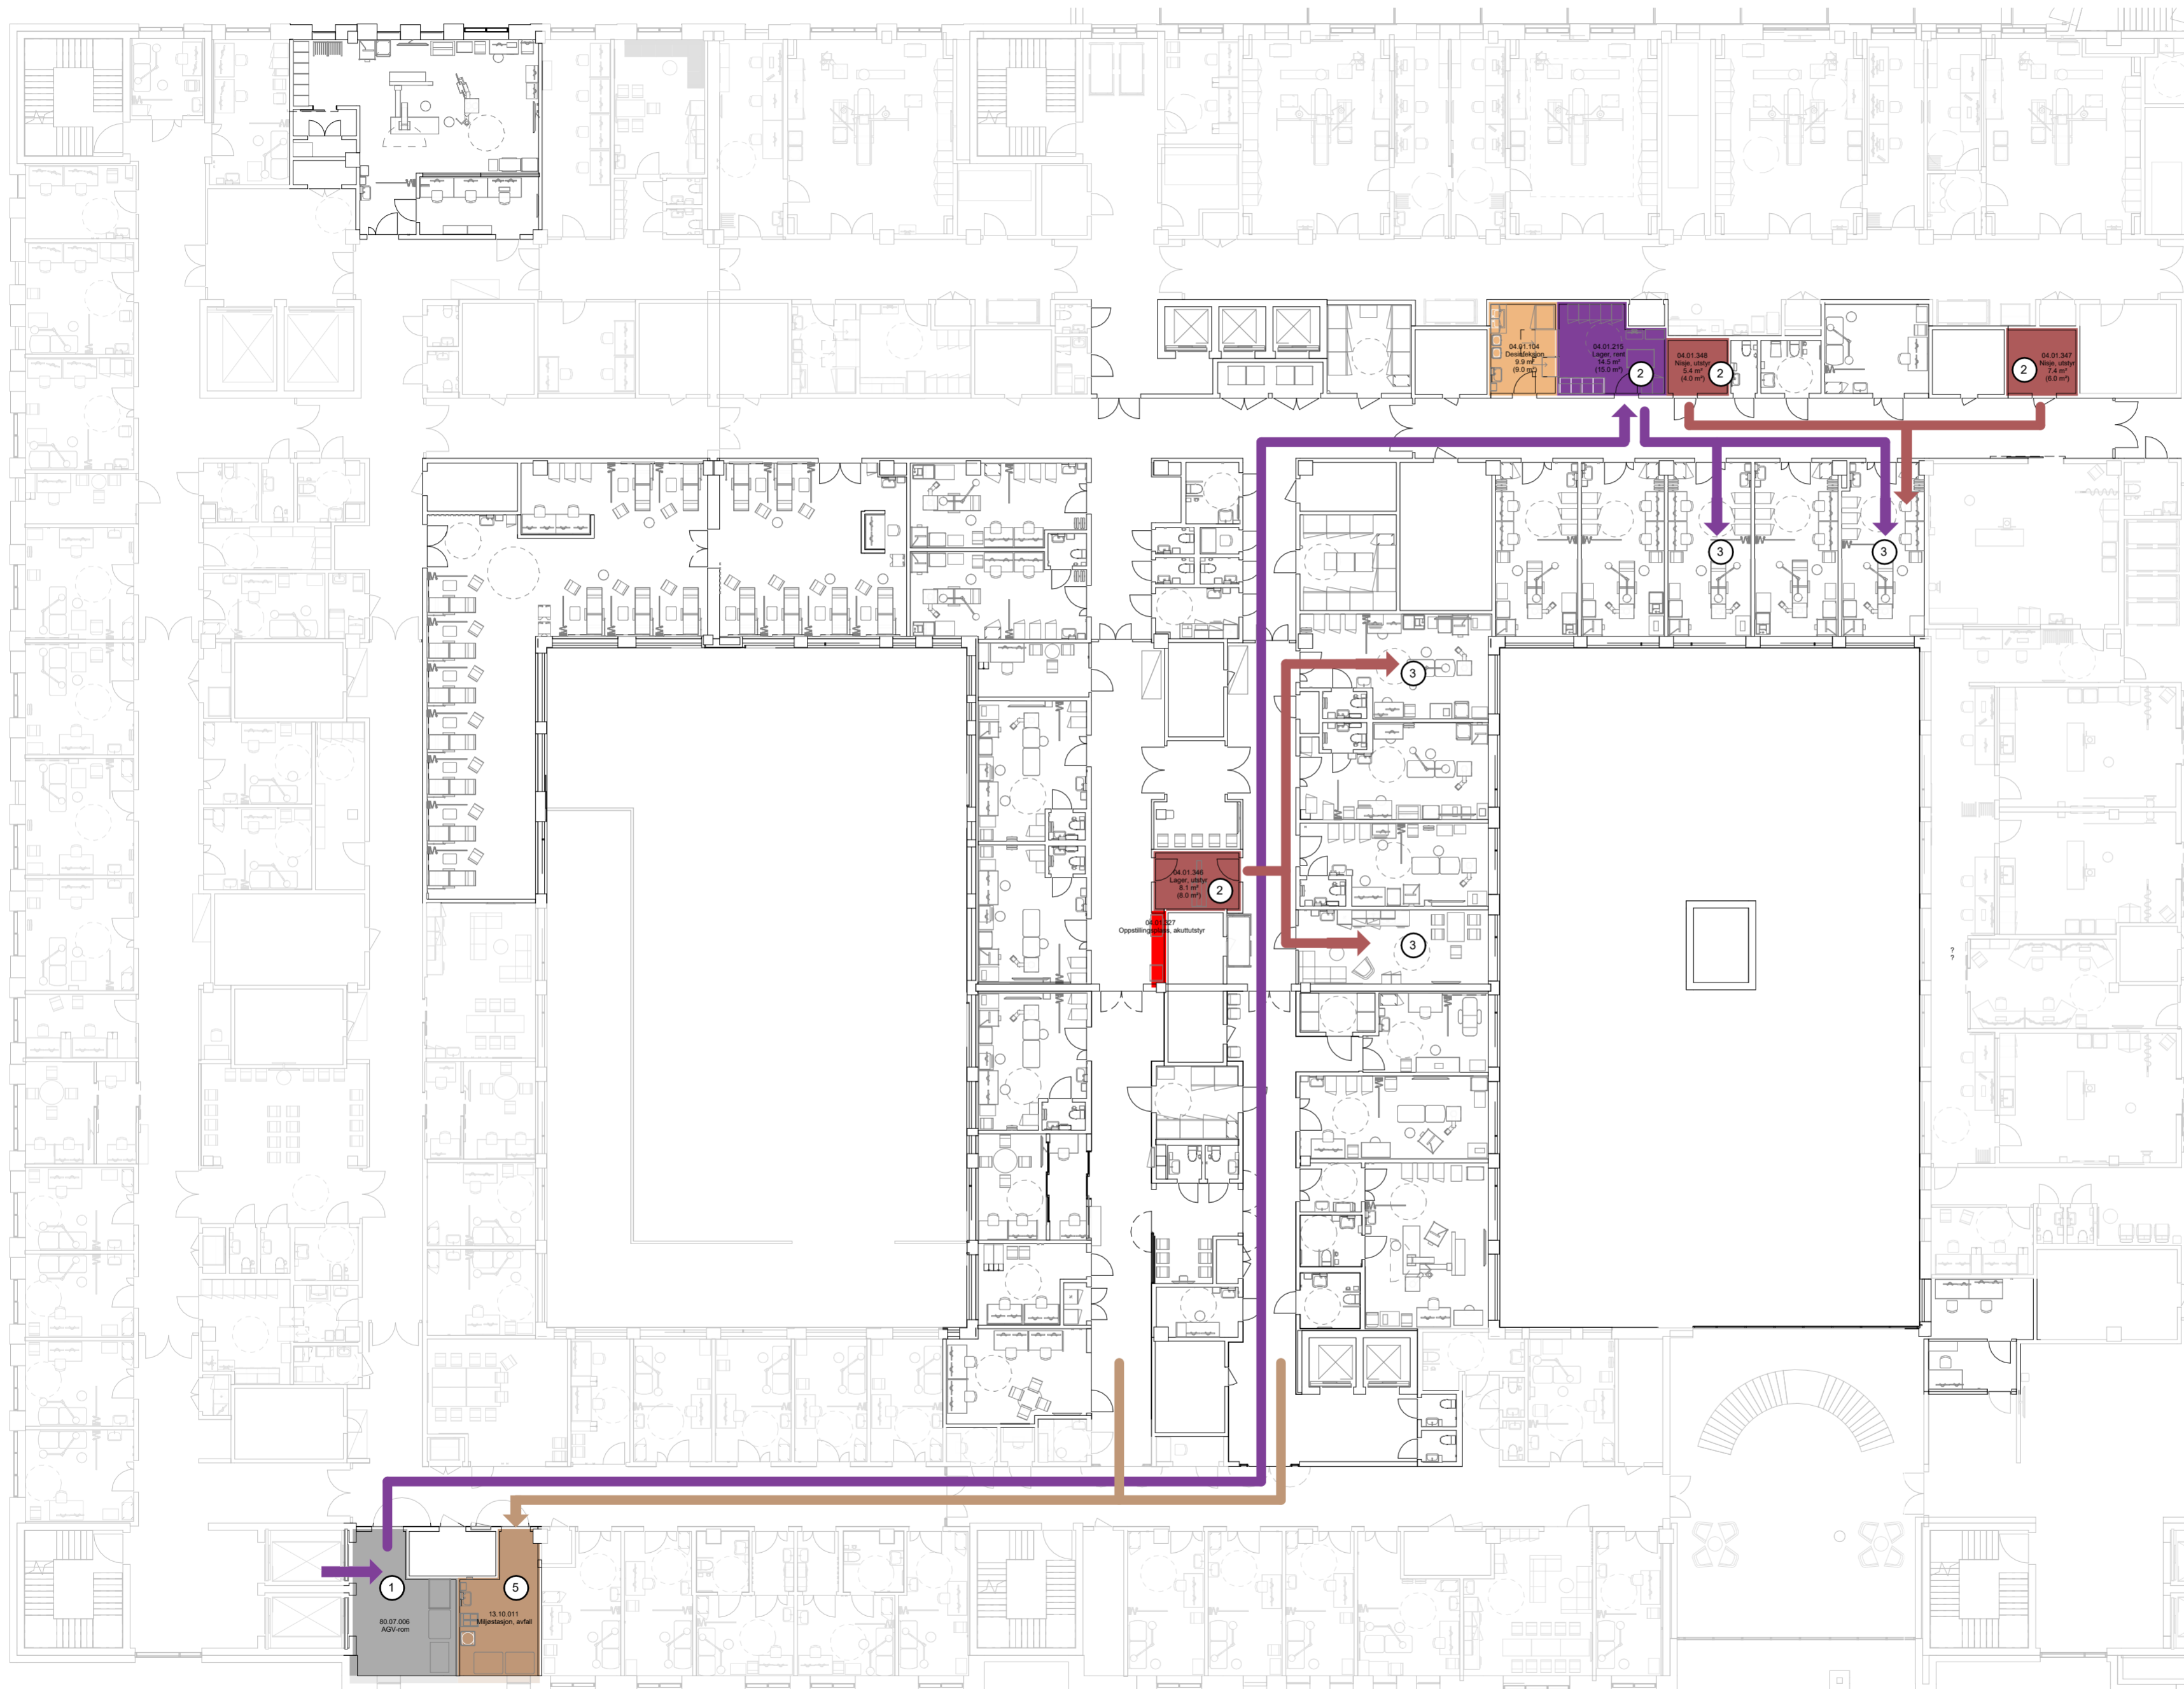 04.01.104
Desinfeksjon
9.9 m²
(9.0 m²)
04.01.215
Lager, rent
14.5 m²
(15.0 m²)
2
04.01.348
Nisje, utstyr
5.4 m²
(4.0 m²)
2
2
04.01.347
Nisje, utstyr
7.4 m²
(6.0 m²)
3
3
3
04.01.346
Lager, utstyr
8.1 m²
(8.0 m²)
2
Oppstillingsplass, akuttutstyr
3
?
?
1
5
80.07.006
AGV-rom
13.10.011
Miljøstasjon, avfall